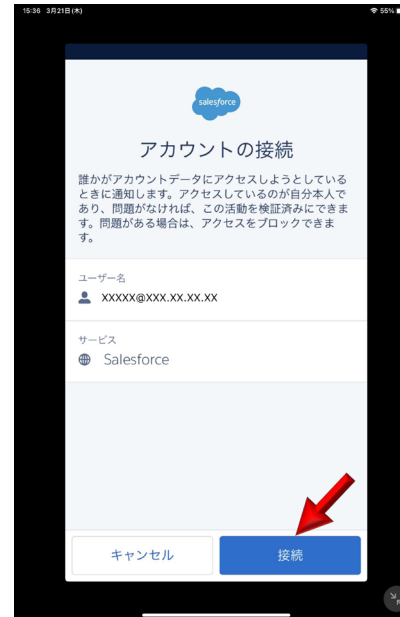 15:36 3月21日(木)
55%
salesforce
アカウントの接続
誰かがアカウントデータにアクセスしようとしている
ときに通知します。アクセスしているのが自分本人で
あり、問題がなければ、この活動を検証済みにできま
す。問題がある場合は、アクセスをブロックできま
す。
ユーザー名
XXXXX@XXX.XX.XX.XX
サービス
Salesforce
キャンセル
接続